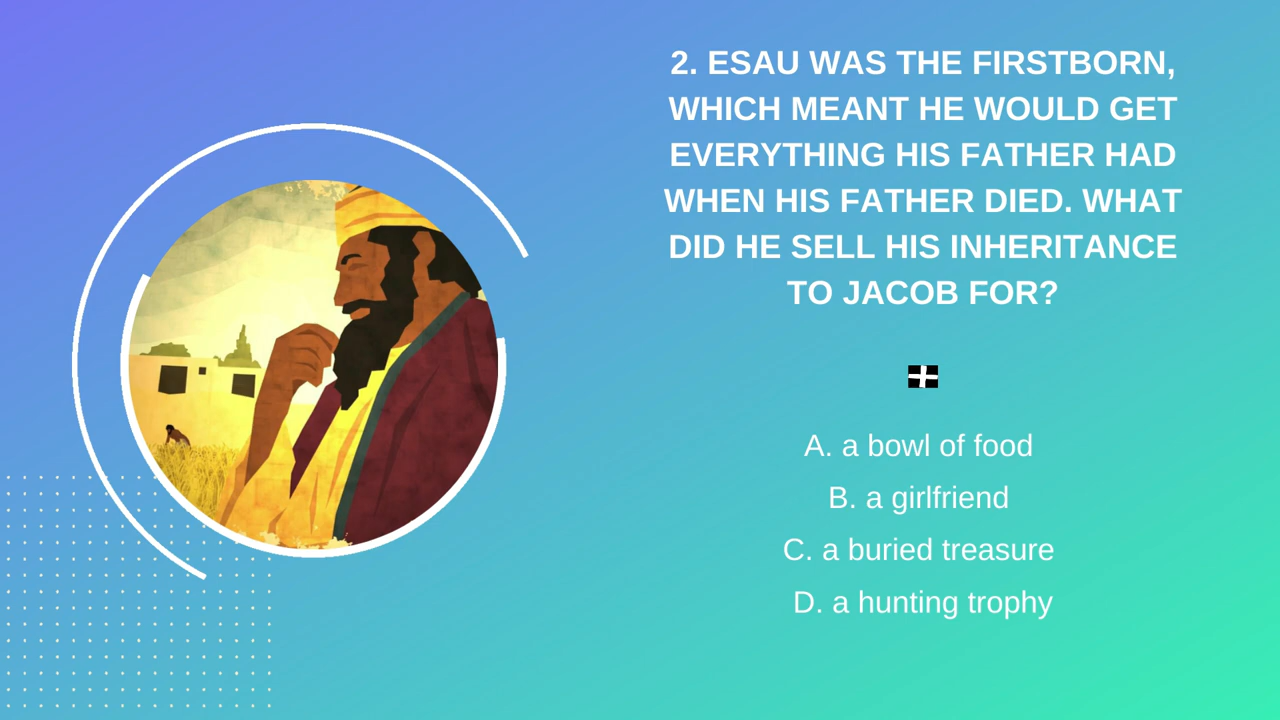 2. ESAU WAS THE FIRSTBORN,
WHICH MEANT HE WOULD GET
EVERYTHING HIS FATHER HAD
WHEN HIS FATHER DIED. WHAT
DID HE SELL HIS INHERITANCE
TO JACOB FOR?
A. a bowl of food
B. a girlfriend
C. a buried treasure
D. a hunting trophy